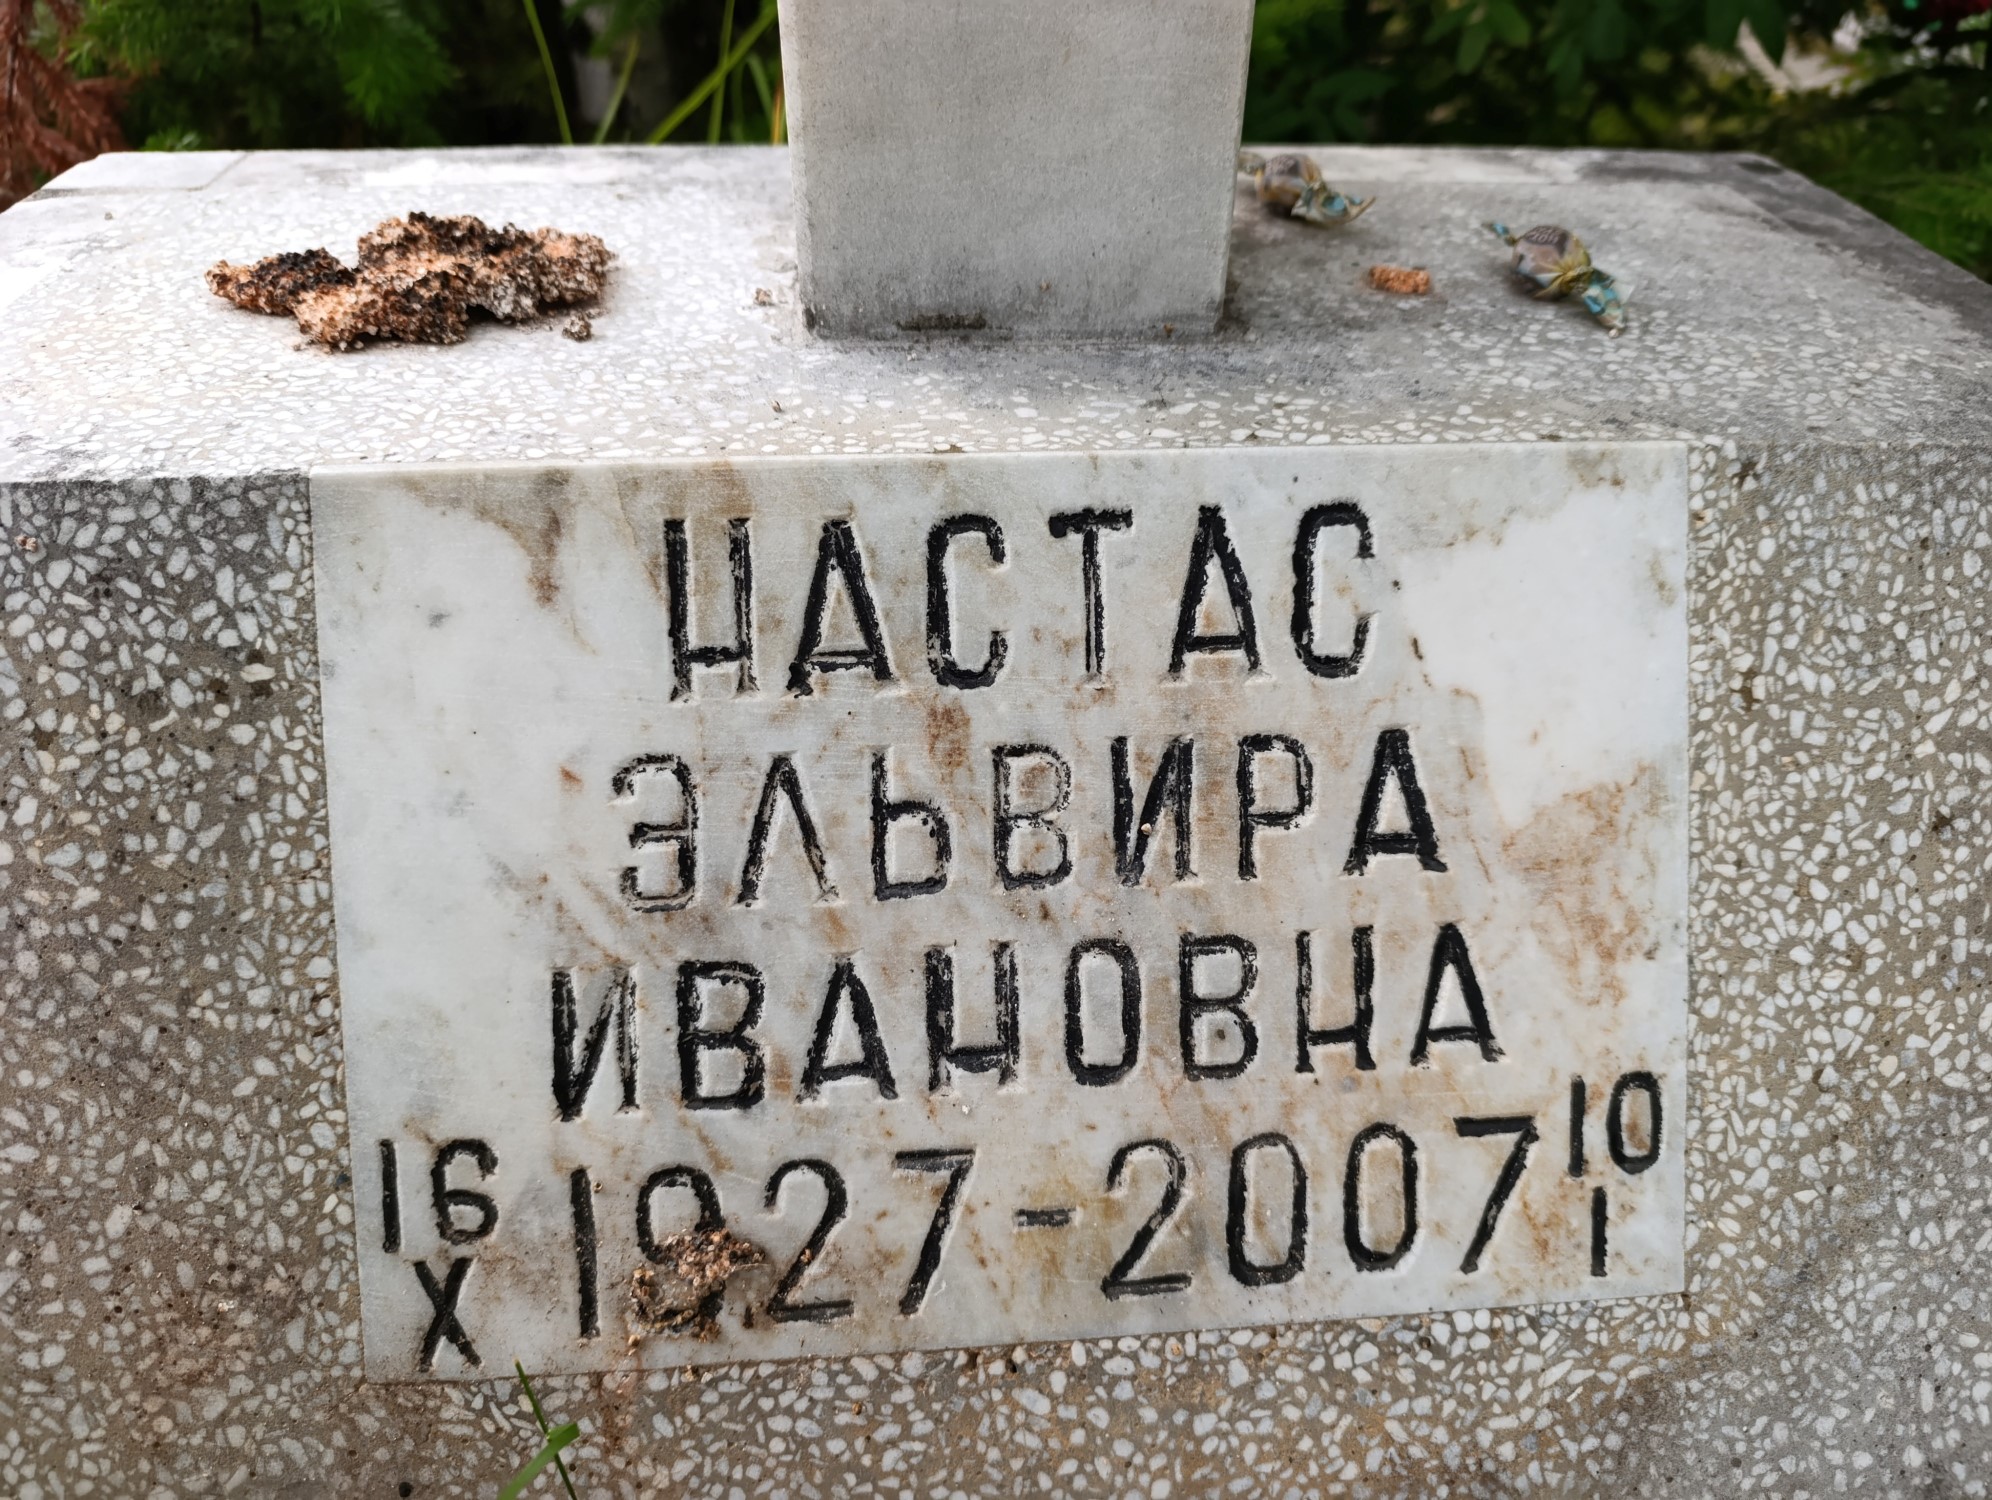 НАСТАС
ЭЛЬВИРА
ИВАНОВНА
16 X 1927-2007 10 I